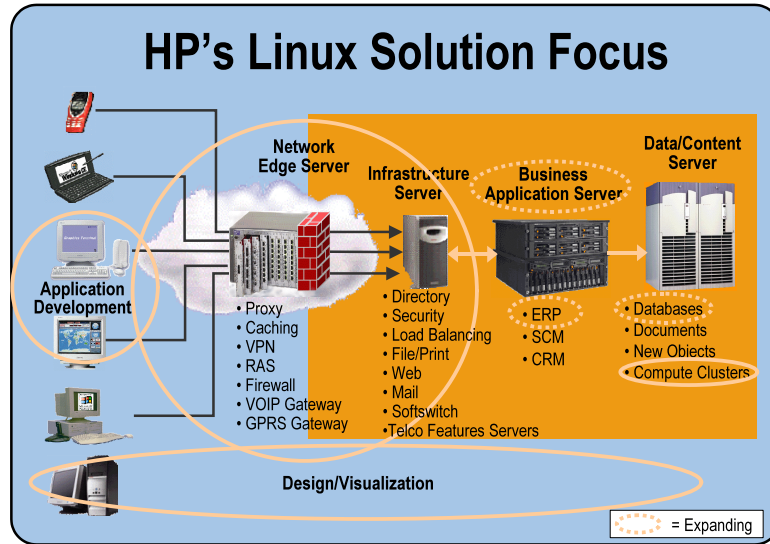 HP's Linux Solution Focus
Network
Edge Server
Infrastructure
Server
Business
Application Server
Data/Content
Server
Application
Development
• Proxy
• Caching
• VPN
• RAS
• Firewall
• VOIP Gateway
• GPRS Gateway
• Directory
• Security
• Load Balancing
• File/Print
• Web
• Mail
• Softswitch
•Telco Features Servers
• ERP
• SCM
• CRM
• Databases
• Documents
• New Objects
• Compute Clusters
Design/Visualization
= Expanding